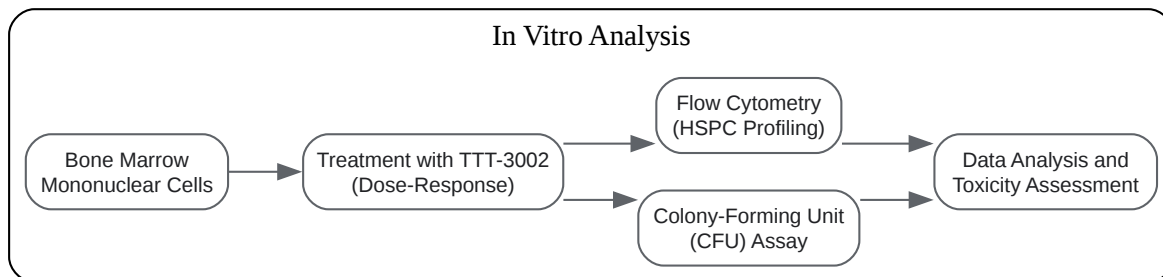 In Vitro Analysis
Bone Marrow
Mononuclear Cells
Treatment with TTT-3002
(Dose-Response)
Flow Cytometry
(HSPC Profiling)
Colony-Forming Unit
(CFU) Assay
Data Analysis and
Toxicity Assessment